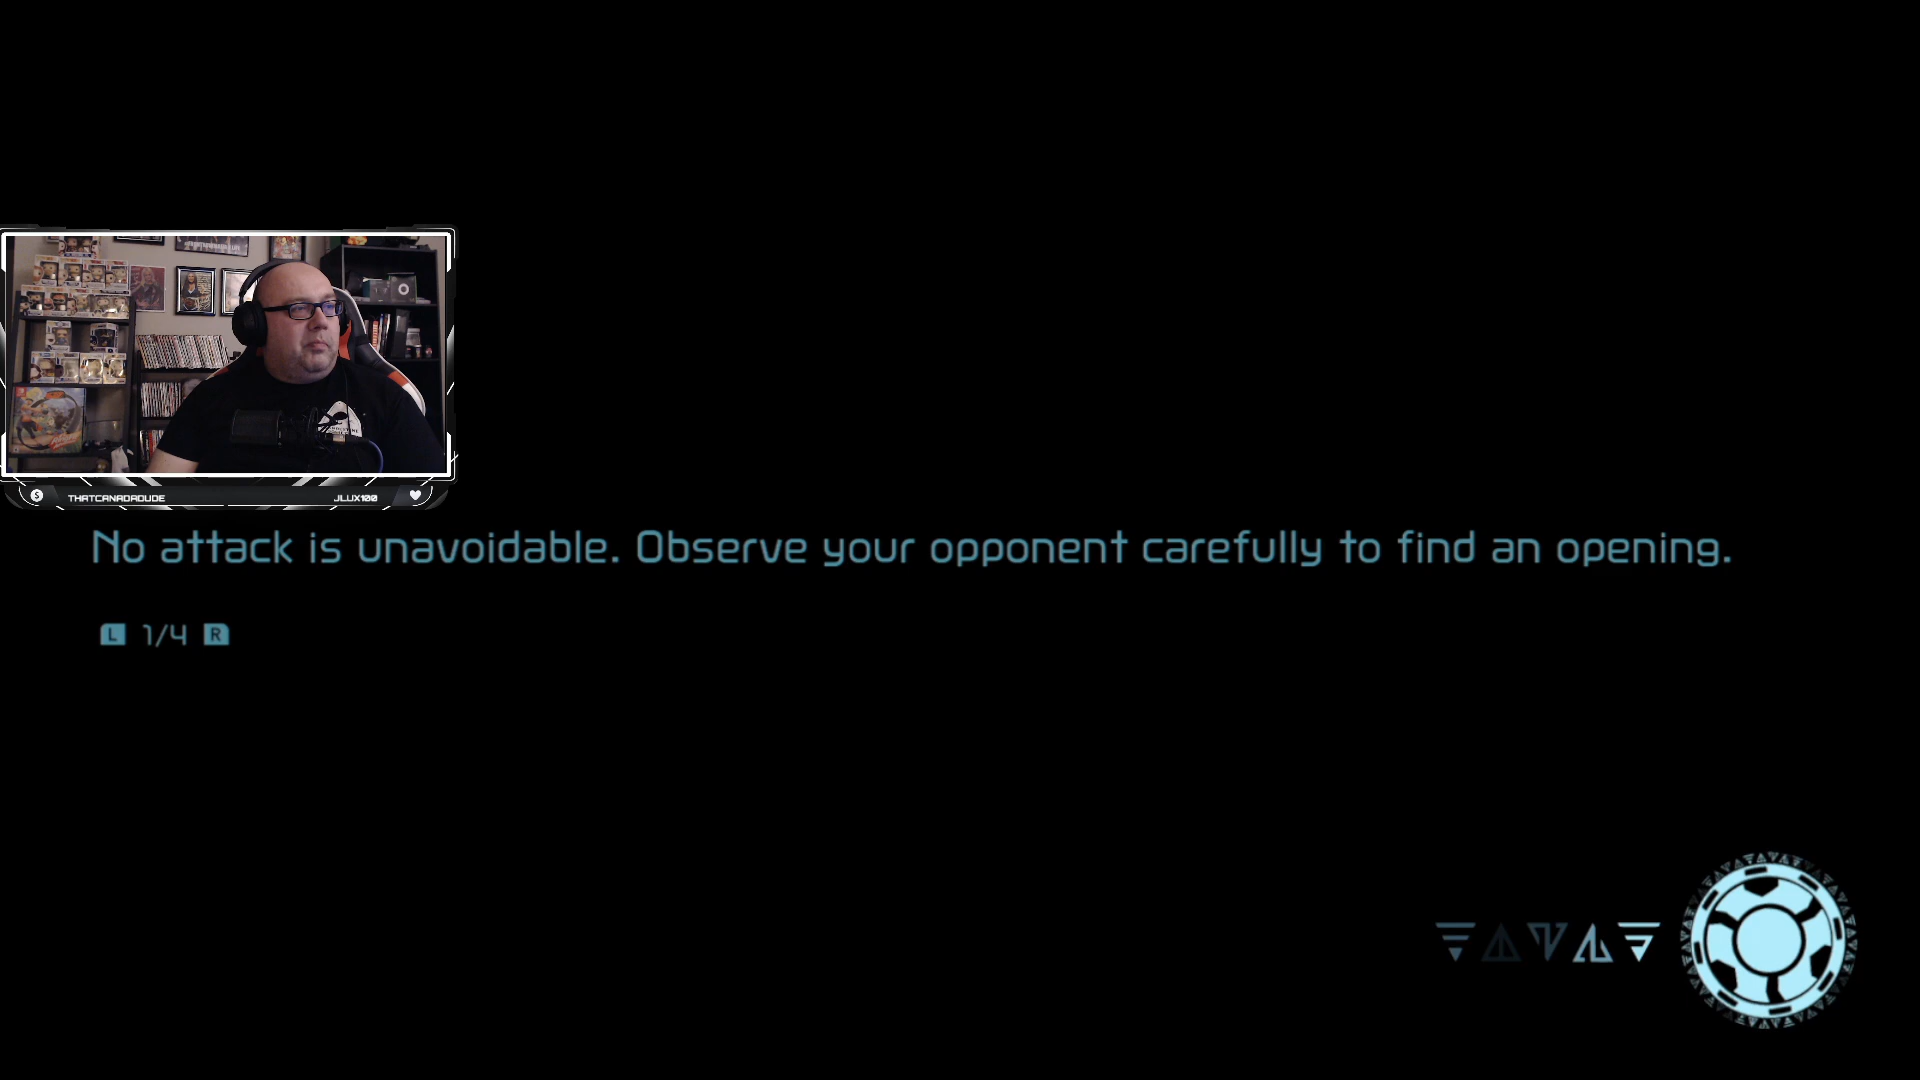 THATCANADADUDE
JLUX100
No attack is unavoidable. Observe your opponent carefully to find an opening.
L 1/4 R